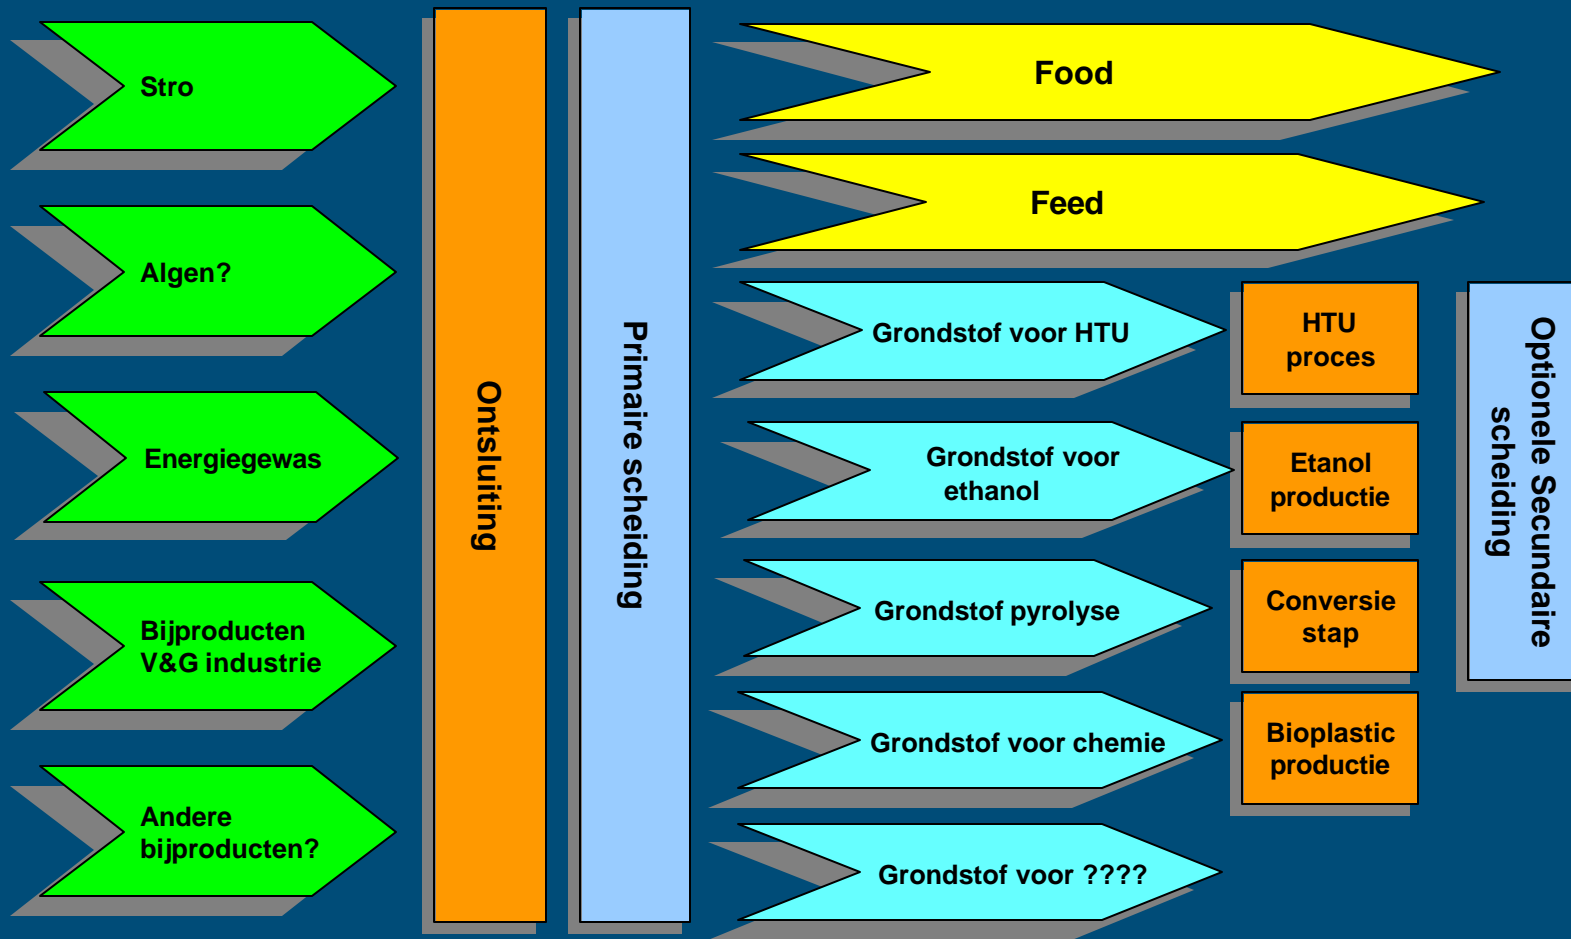 Stro
Algen?
Energiegewas
Bijproducten
V&G industrie
Andere
bijproducten?
Ontsluiting
Primaire scheiding
Food
Feed
Grondstof voor HTU
HTU
proces
Grondstof voor
ethanol
Etanol
productie
Grondstof pyrolyse
Conversie
stap
Grondstof voor chemie
Bioplastic
productie
Grondstof voor ????
Optionele Secundaire
scheiding